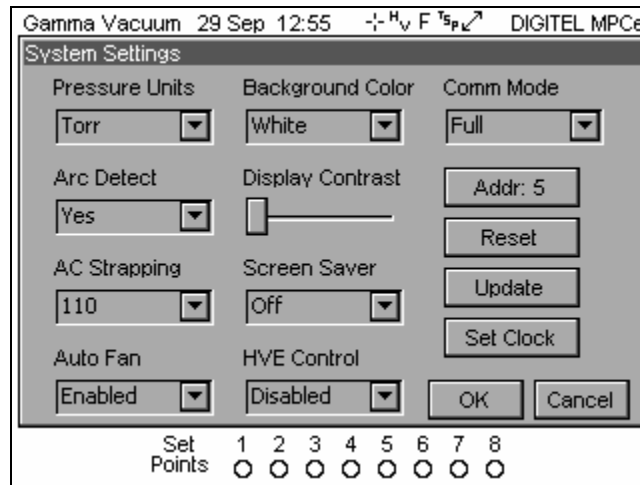 Gamma Vacuum 29 Sep 12:55 HV F TSP DIGITEL MPCe
System Settings
Pressure Units Background Color Comm Mode
Torr White Full
Arc Detect Display Contrast Addr: 5
Yes Reset
AC Strapping Screen Saver Update
110 Off Set Clock
Auto Fan HVE Control
Enabled Disabled OK Cancel
Set 1 2 3 4 5 6 7 8
Points